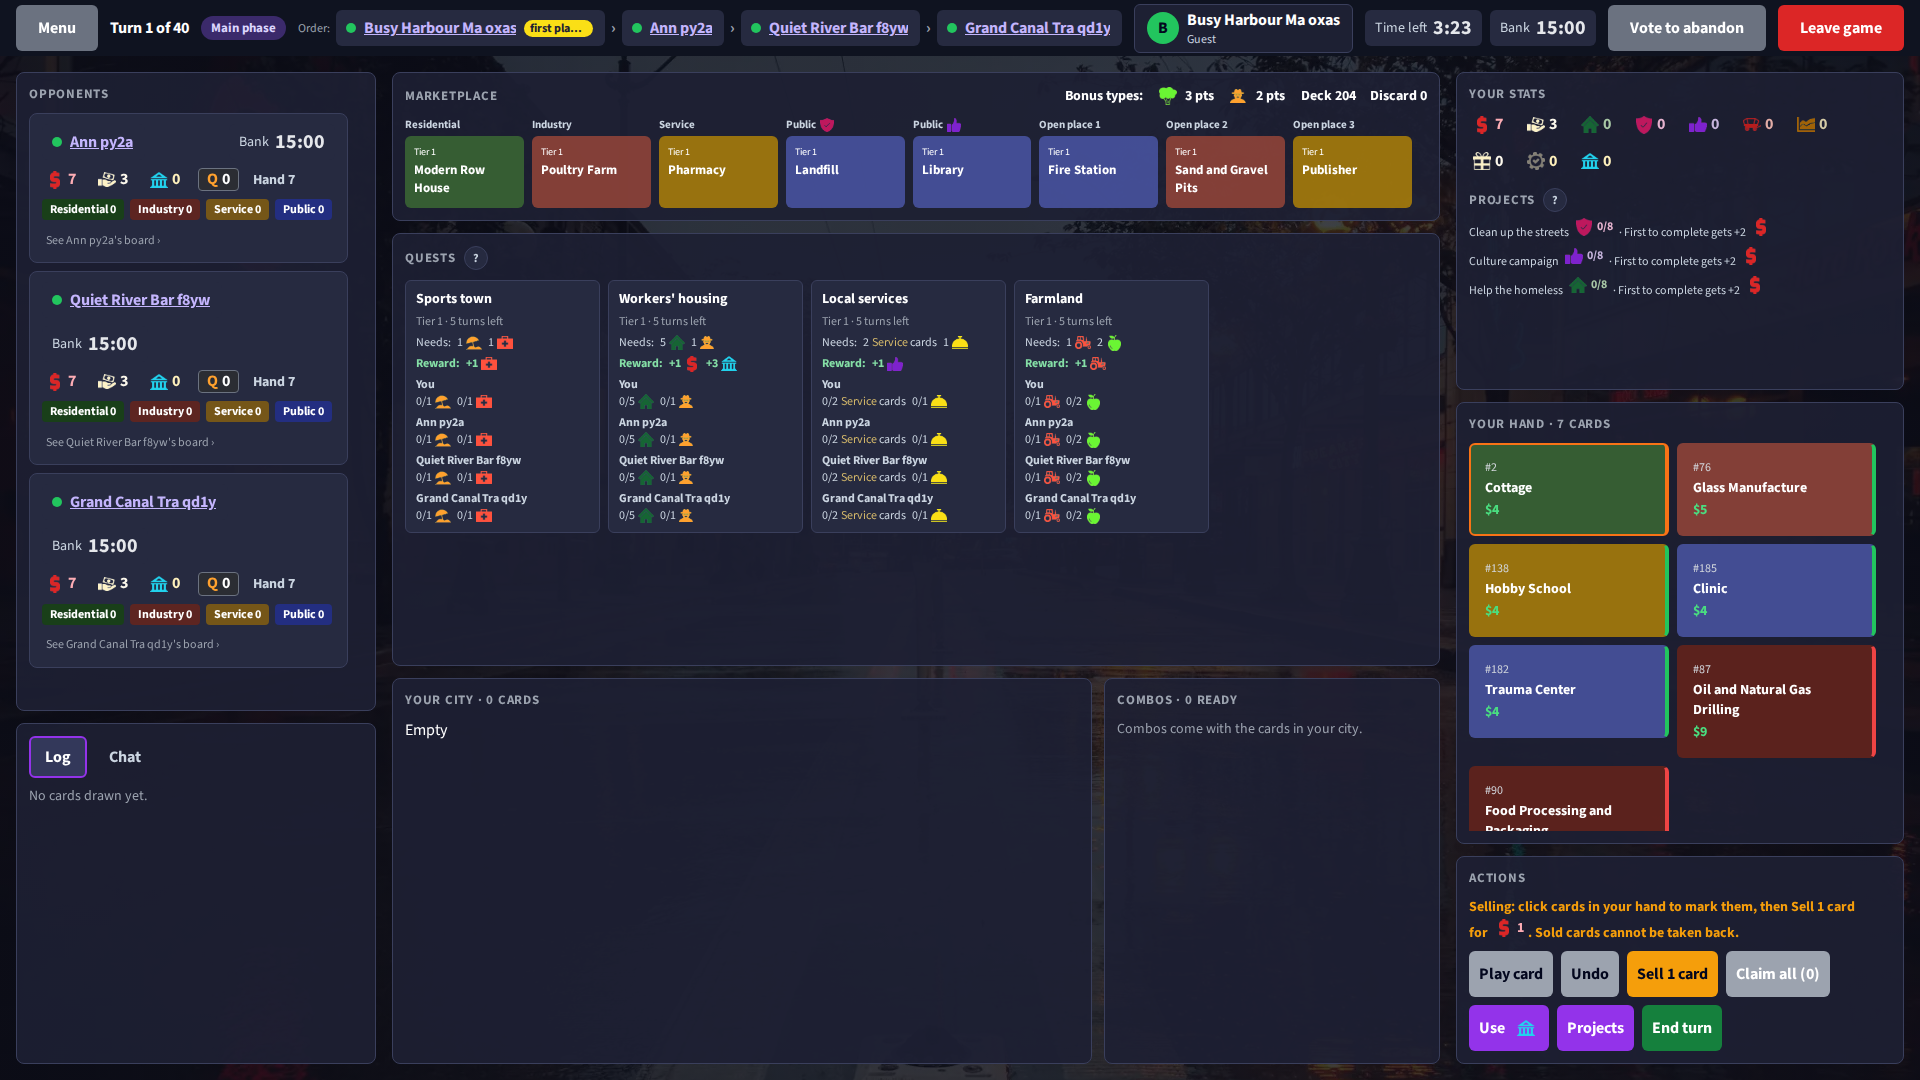 Menu
Turn 1 of 40
Main phase
Order:
Busy Harbour Ma oxas
first pla...
›
Ann py2a
›
Quiet River Bar f8yw
›
Grand Canal Tra qd1y
B
Busy Harbour Ma oxas
Guest
Time left 3:23
Bank 15:00
Vote to abandon
Leave game
OPPONENTS
Ann py2a
Bank 15:00
7 3 0 Q 0 Hand 7
Residential 0 Industry 0 Service 0 Public 0
See Ann py2a's board ›
Quiet River Bar f8yw
Bank 15:00
7 3 0 Q 0 Hand 7
Residential 0 Industry 0 Service 0 Public 0
See Quiet River Bar f8yw's board ›
Grand Canal Tra qd1y
Bank 15:00
7 3 0 Q 0 Hand 7
Residential 0 Industry 0 Service 0 Public 0
See Grand Canal Tra qd1y's board ›
Log Chat
No cards drawn yet.
MARKETPLACE
Bonus types: 3 pts 2 pts Deck 204 Discard 0
Residential
Tier 1
Modern Row
House
Industry
Tier 1
Poultry Farm
Service
Tier 1
Pharmacy
Public
Tier 1
Landfill
Public
Tier 1
Library
Open place 1
Tier 1
Fire Station
Open place 2
Tier 1
Sand and Gravel
Pits
Open place 3
Tier 1
Publisher
QUESTS ?
Sports town
Tier 1 · 5 turns left
Needs: 1 1
Reward: +1
You
0/1 0/1
Ann py2a
0/1 0/1
Quiet River Bar f8yw
0/1 0/1
Grand Canal Tra qd1y
0/1 0/1
Workers' housing
Tier 1 · 5 turns left
Needs: 5 1
Reward: +1 +3
You
0/5 0/1
Ann py2a
0/5 0/1
Quiet River Bar f8yw
0/5 0/1
Grand Canal Tra qd1y
0/5 0/1
Local services
Tier 1 · 5 turns left
Needs: 2 Service cards 1
Reward: +1
You
0/2 Service cards 0/1
Ann py2a
0/2 Service cards 0/1
Quiet River Bar f8yw
0/2 Service cards 0/1
Grand Canal Tra qd1y
0/2 Service cards 0/1
Farmland
Tier 1 · 5 turns left
Needs: 1 2
Reward: +1
You
0/1 0/2
Ann py2a
0/1 0/2
Quiet River Bar f8yw
0/1 0/2
Grand Canal Tra qd1y
0/1 0/2
YOUR CITY · 0 CARDS
Empty
COMBOS · 0 READY
Combos come with the cards in your city.
YOUR STATS
7 3 0 0 0 0 0
0 0 0
PROJECTS ?
Clean up the streets 0/8 · First to complete gets +2
Culture campaign 0/8 · First to complete gets +2
Help the homeless 0/8 · First to complete gets +2
YOUR HAND · 7 CARDS
#2
Cottage
$4
#76
Glass Manufacture
$5
#138
Hobby School
$4
#185
Clinic
$4
#182
Trauma Center
$4
#87
Oil and Natural Gas
Drilling
$9
#90
Food Processing and
Packaging
ACTIONS
Selling: click cards in your hand to mark them, then Sell 1 card
for 1 . Sold cards cannot be taken back.
Play card
Undo
Sell 1 card
Claim all (0)
Use
Projects
End turn